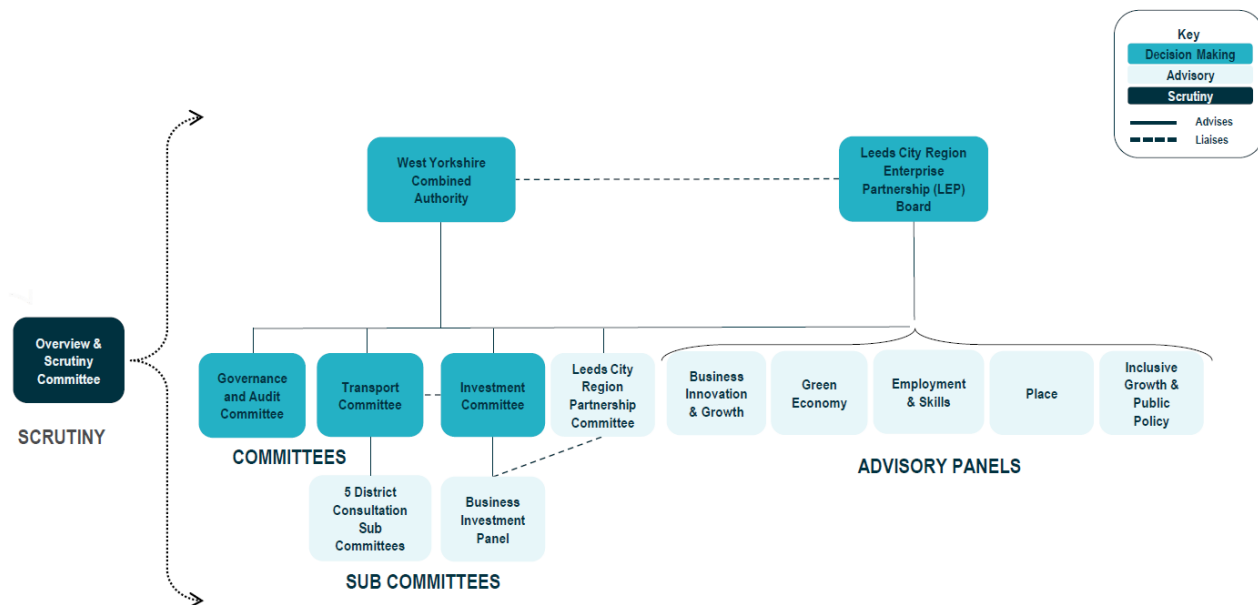 Key
Decision Making
Advisory
Scrutiny
Advises
Liaises
West Yorkshire
Combined
Authority
Leeds City Region
Enterprise
Partnership (LEP)
Board
Overview &
Scrutiny
Committee
SCRUTINY
Governance
and Audit
Committee
Transport
Committee
Investment
Committee
Leeds City
Region
Partnership
Committee
Business
Innovation
& Growth
Green
Economy
Employment
& Skills
Place
Inclusive
Growth &
Public
Policy
COMMITTEES
ADVISORY PANELS
5 District
Consultation
Sub
Committees
Business
Investment
Panel
SUB COMMITTEES